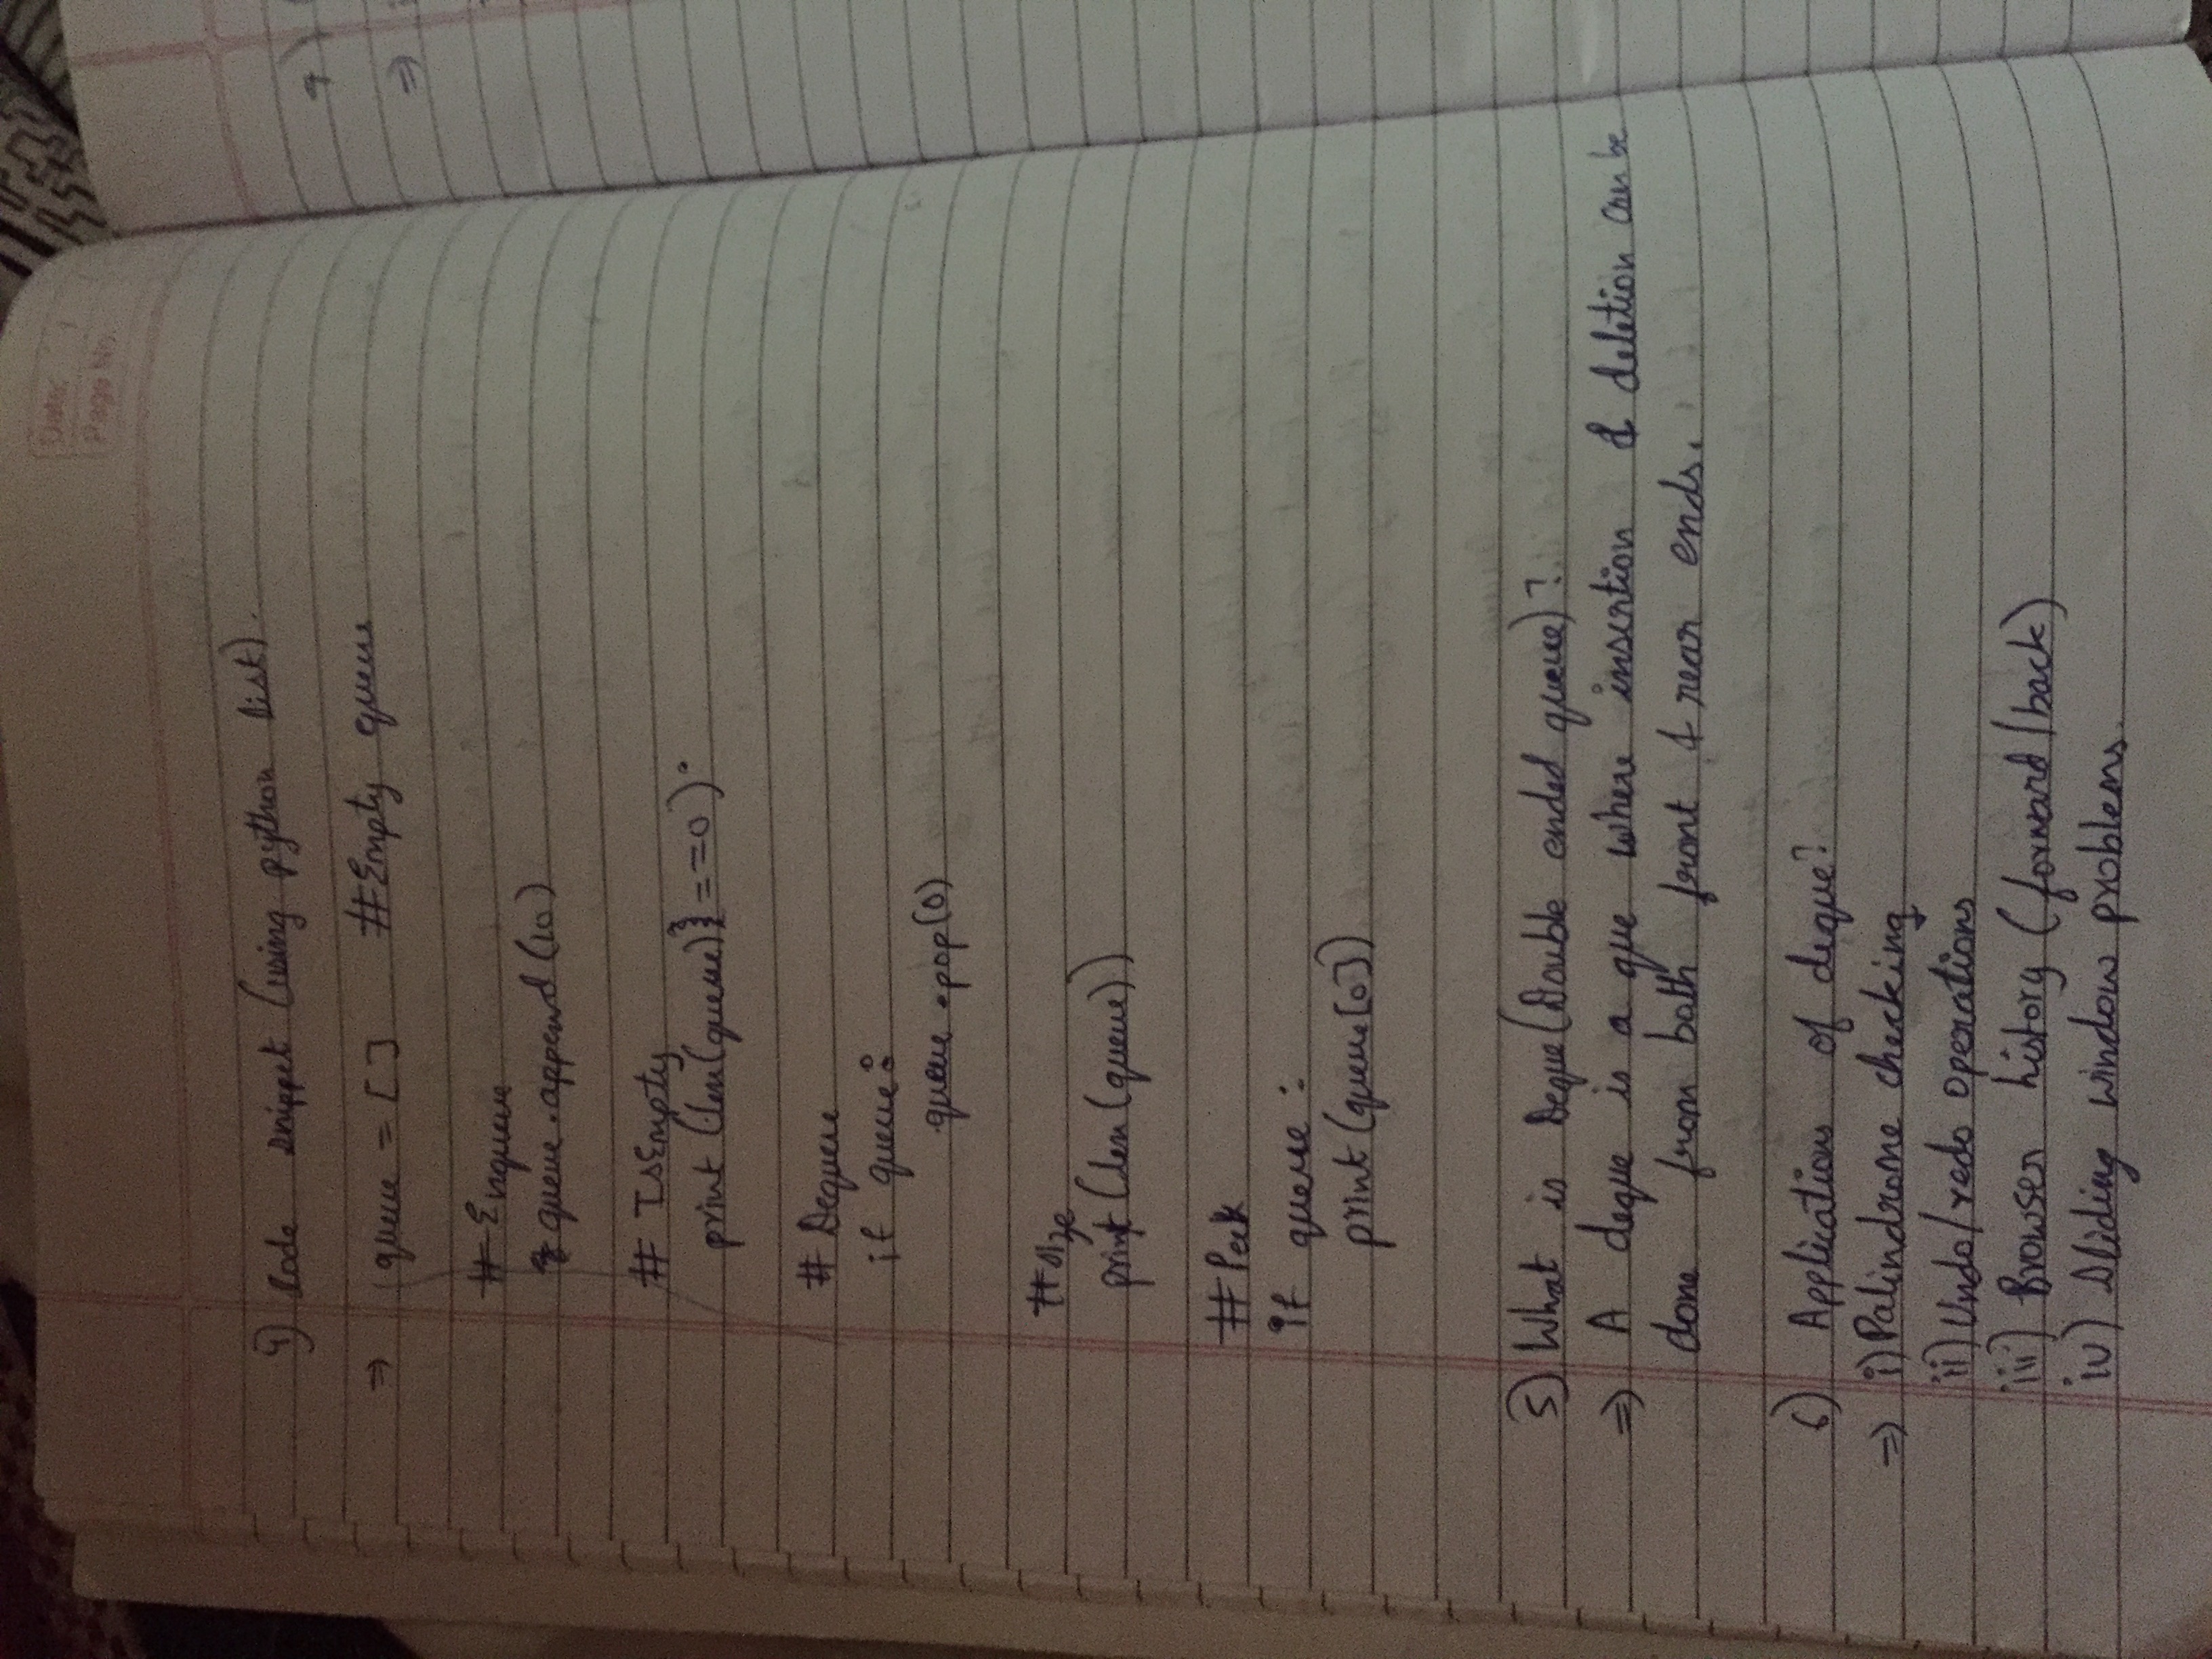 Date:
Page No.
4) Code snippet (using python list).
⇒ queue = [] #Empty queue
# Enqueue
queue.append(10)
# IsEmpty
print (len(queue)==0)
# Dequeue
if queue:
queue.pop(0)
#size
print(len(queue))
#Peek
if queue :
print(queue[0])
5) What is Deque(Double ended queue)?
⇒ A deque is a que where insertion & deletion can be
done from both front & rear ends.
6) Applications of deque?
⇒ i) Palindrome checking
ii) Undo/redo operations
iii) Browser history (forward/back)
iv) Sliding window problems.